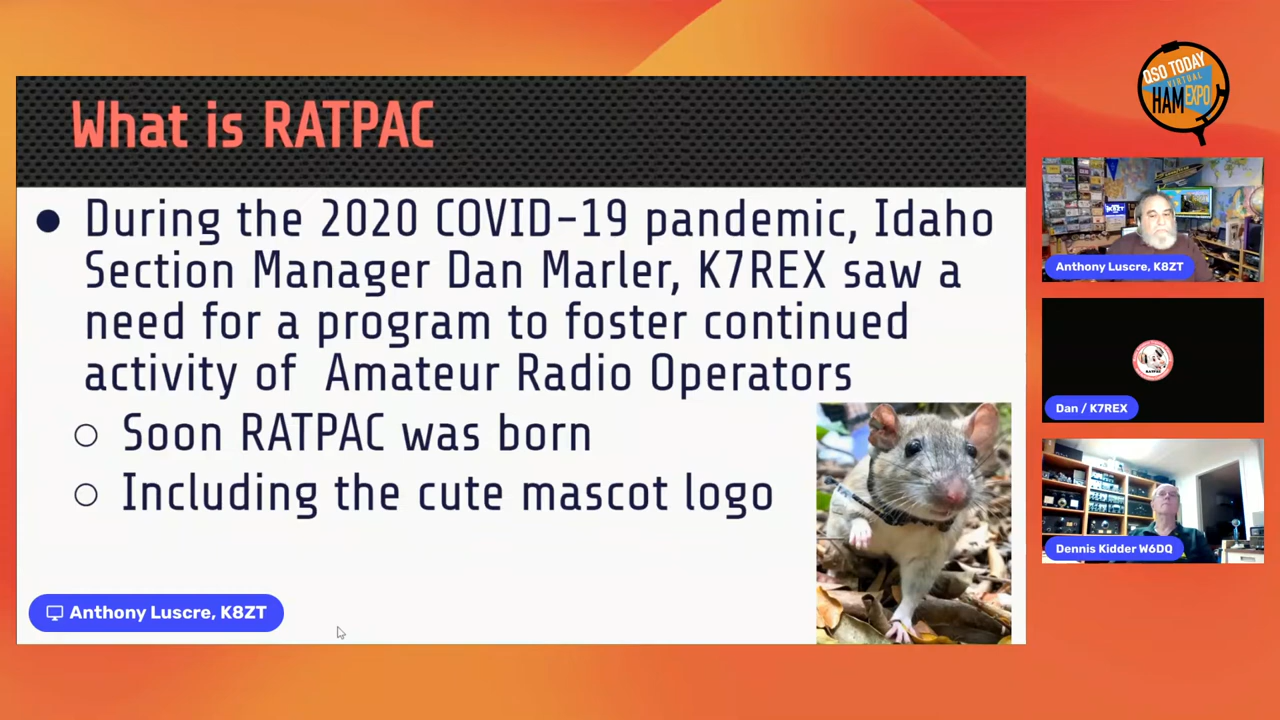 What is RATPAC
● During the 2020 COVID-19 pandemic, Idaho
Section Manager Dan Marler, K7REX saw a
need for a program to foster continued
activity of  Amateur Radio Operators
○ Soon RATPAC was born
○ Including the cute mascot logo
Anthony Luscre, K8ZT
QSO TODAY
VIRTUAL
HAM EXPO
K8ZT
Anthony Luscre, K8ZT
RATPAC
Dan / K7REX
Dennis Kidder W6DQ